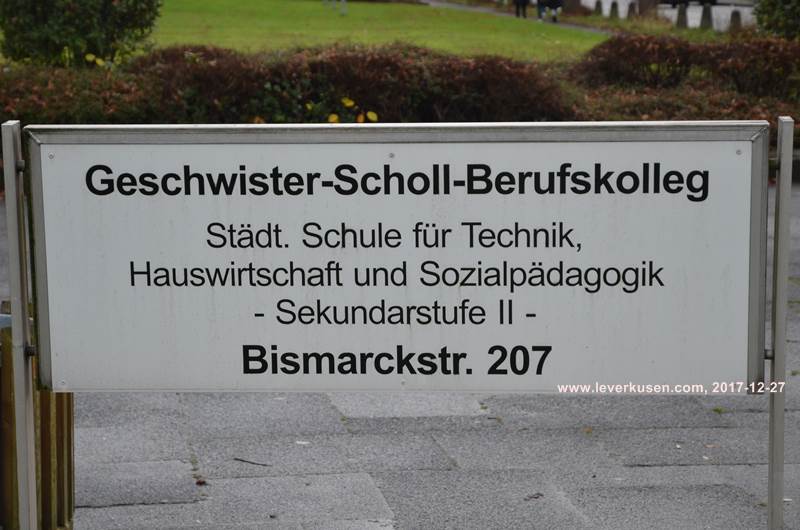 Geschwister-Scholl-Berufskolleg
Städt. Schule für Technik,
Hauswirtschaft und Sozialpädagogik
- Sekundarstufe II -
Bismarckstr. 207
www.leverkusen.com, 2017-12-27